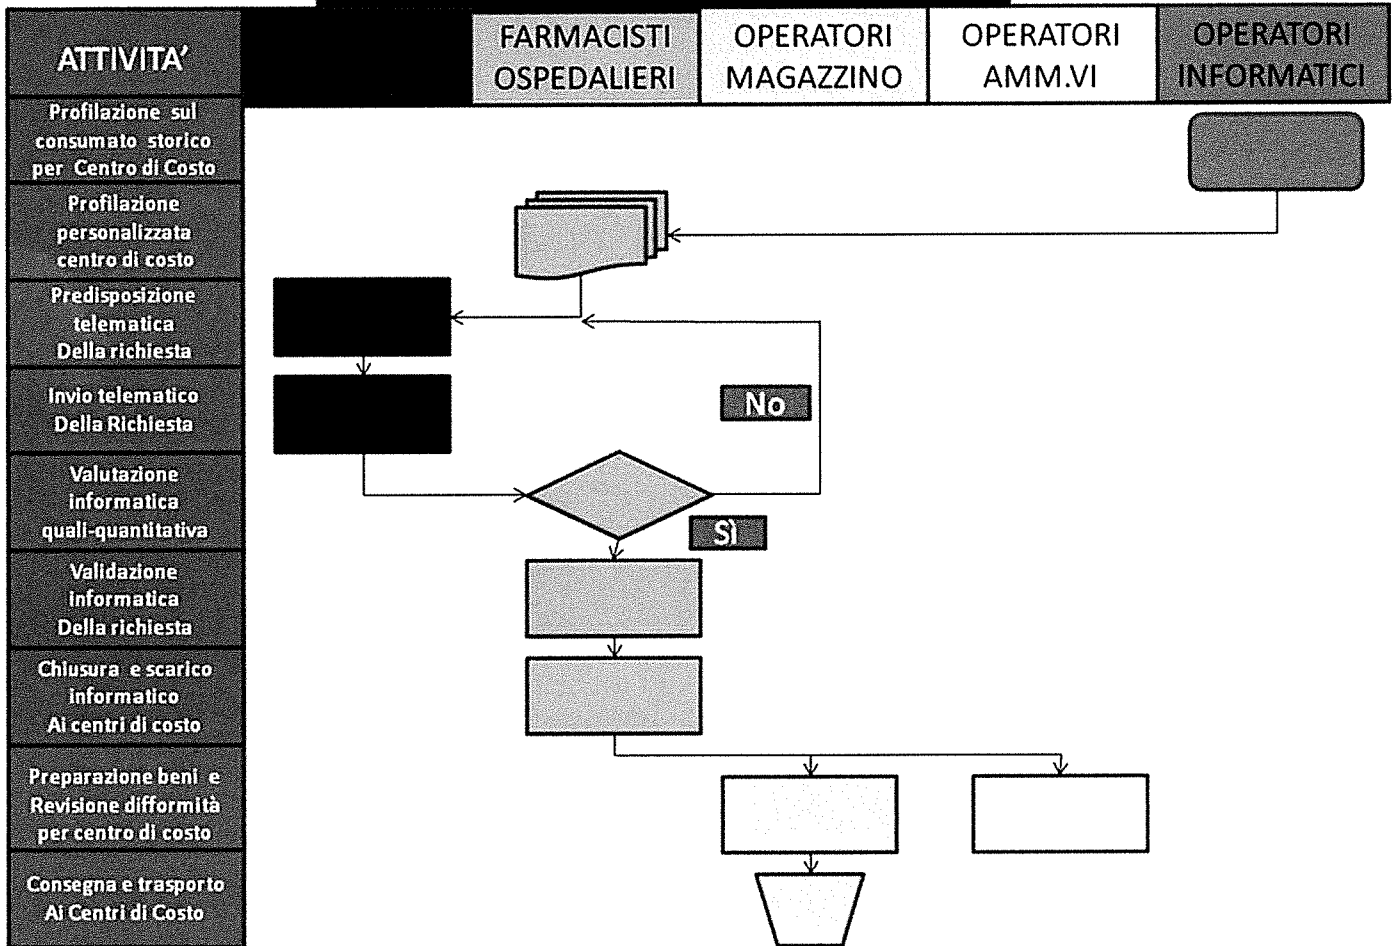 ATTIVITA'
FARMACISTI
OSPEDALIERI
OPERATORI
MAGAZZINO
OPERATORI
AMM.VI
OPERATORI
INFORMATICI
Profilazione sul
consumato storico
per Centro di Costo
Profilazione
personalizzata
centro di costo
Predisposizione
telematica
Della richiesta
Invio telematico
Della Richiesta
No
Valutazione
informatica
quali-quantitativa
Sì
Validazione
informatica
Della richiesta
Chiusura e scarico
informatico
Ai centri di costo
Preparazione beni e
Revisione difformità
per centro di costo
Consegna e trasporto
Ai Centri di Costo